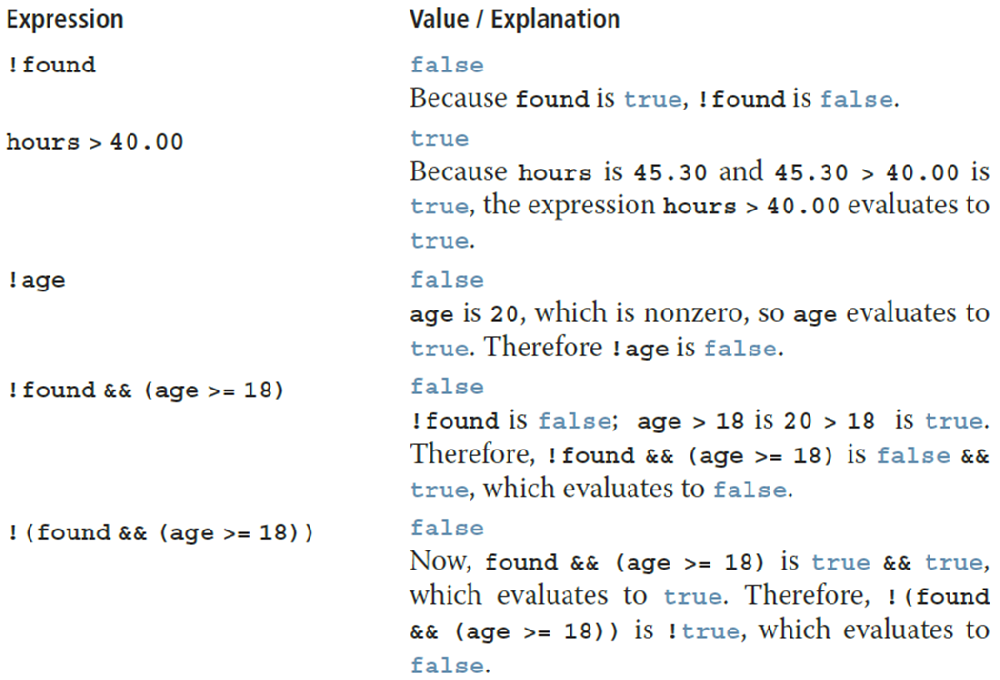 Expression Value / Explanation
!found false
Because found is true, !found is false.
hours > 40.00 true
Because hours is 45.30 and 45.30 > 40.00 is
true, the expression hours > 40.00 evaluates to
true.
!age false
age is 20, which is nonzero, so age evaluates to
true. Therefore !age is false.
!found && (age >= 18) false
!found is false; age > 18 is 20 > 18 is true.
Therefore, !found && (age >= 18) is false &&
true, which evaluates to false.
!(found && (age >= 18)) false
Now, found && (age >= 18) is true && true,
which evaluates to true. Therefore, !(found
&& (age >= 18)) is !true, which evaluates to
false.